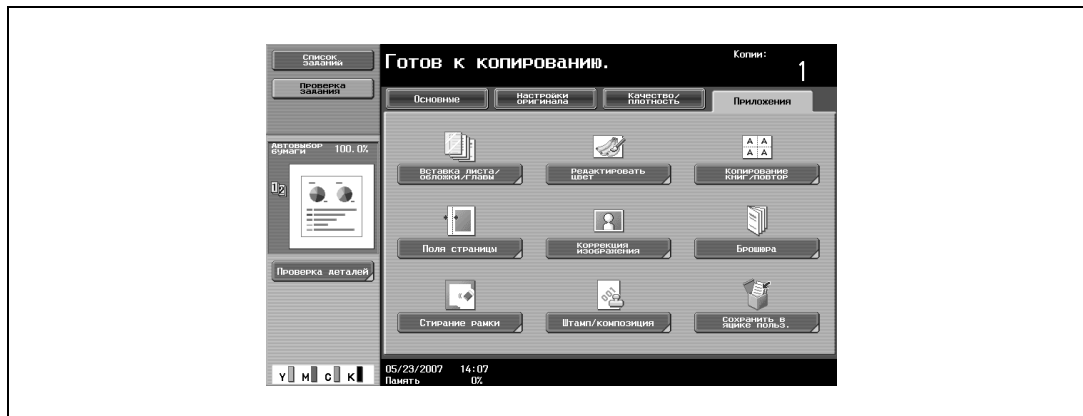 Список
заданий
Проверка
задания
Готов к копированию.
Копии:
1
Основные
Настройки
оригинала
Качество/
плотность
Приложения
Автовыбор
бумаги
100.0%
12
Вставка листа/
обложки/главы
Редактировать
цвет
Копирование
книг/повтор
Поля страницы
Коррекция
изображения
Брошюра
Проверка деталей
Стирание рамки
Штамп/композиция
Сохранить в
ящике польз.
A A
A A
001
Y M C K
05/23/2007 14:07
Память 0%